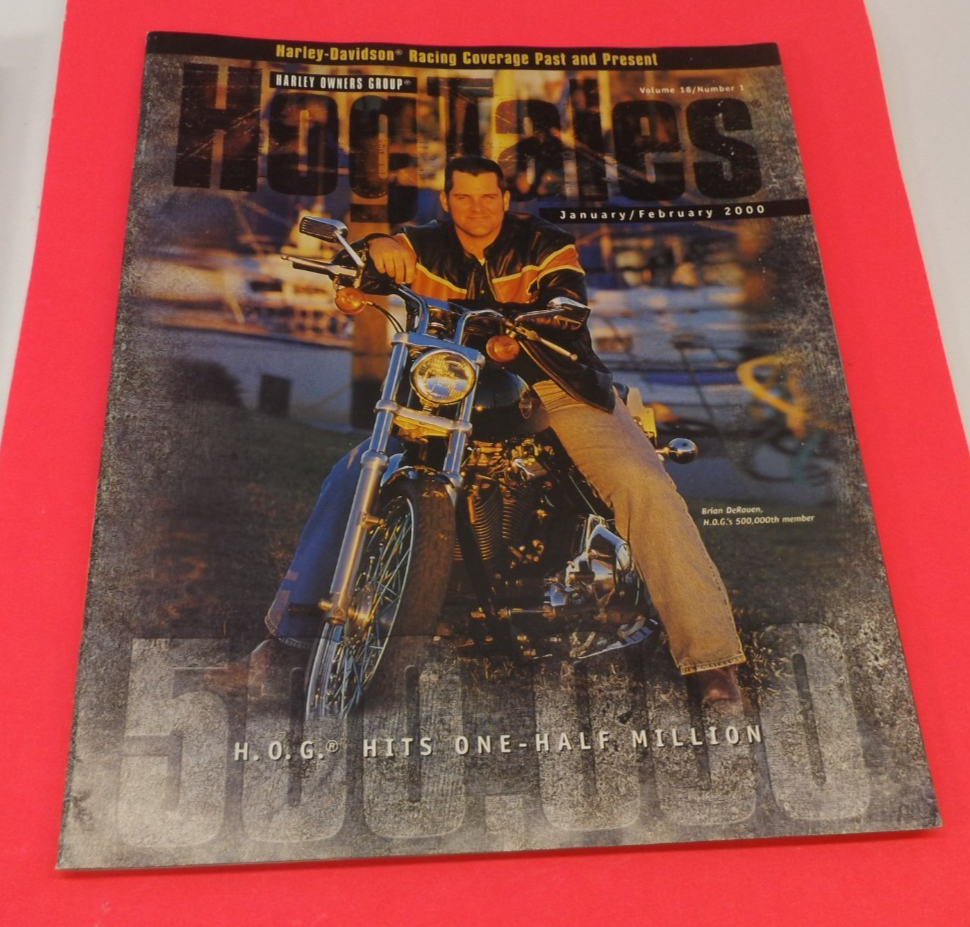 Harley-Davidson® Racing Coverage Past and Present
HARLEY OWNERS GROUP®
Volume 18/Number 1
HogTales
January/February 2000
Brian DeRouen,
H.O.G.'s 500,000th member
500,000
H.O.G.® HITS ONE-HALF MILLION